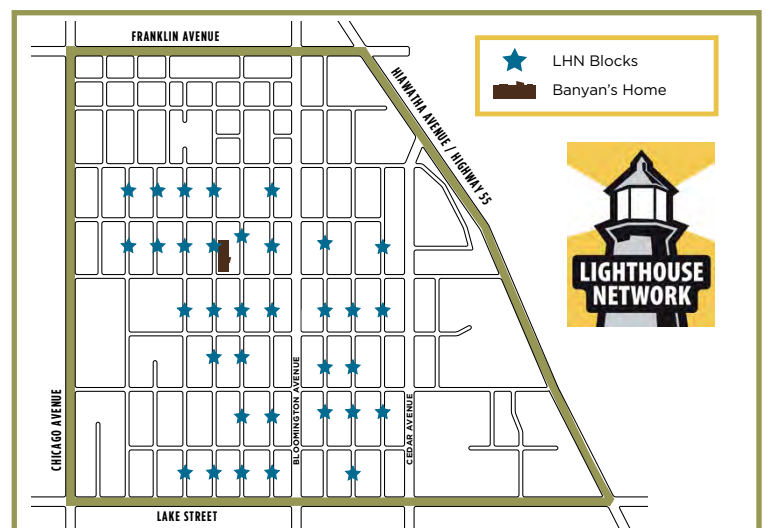 FRANKLIN AVENUE
LHN Blocks
Banyan's Home
HIAWATHA AVENUE / HIGHWAY 55
LIGHTHOUSE
NETWORK
CHICAGO AVENUE
BLOOMINGTON AVENUE
CEDAR AVENUE
LAKE STREET